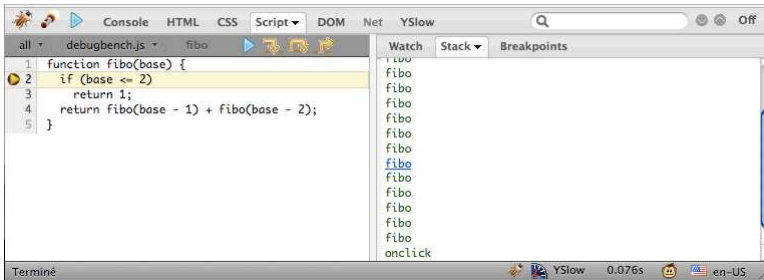 Console HTML CSS Script DOM Net YSlow Off
all debugbench.js fibo
Watch Stack Breakpoints
1 function fibo(base) {
2 if (base <= 2)
3 return 1;
4 return fibo(base - 1) + fibo(base - 2);
5 }
fibo
fibo
fibo
fibo
fibo
fibo
fibo
fibo
fibo
fibo
fibo
fibo
fibo
onclick
Terminé YSlow 0.076s en-US